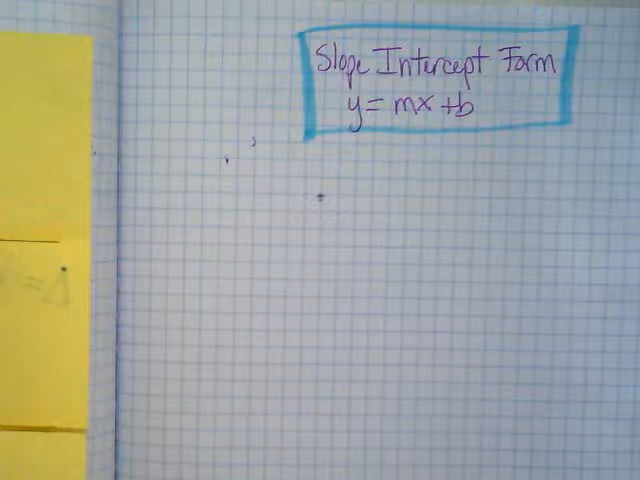 Slope Intercept Form
y = mx + b